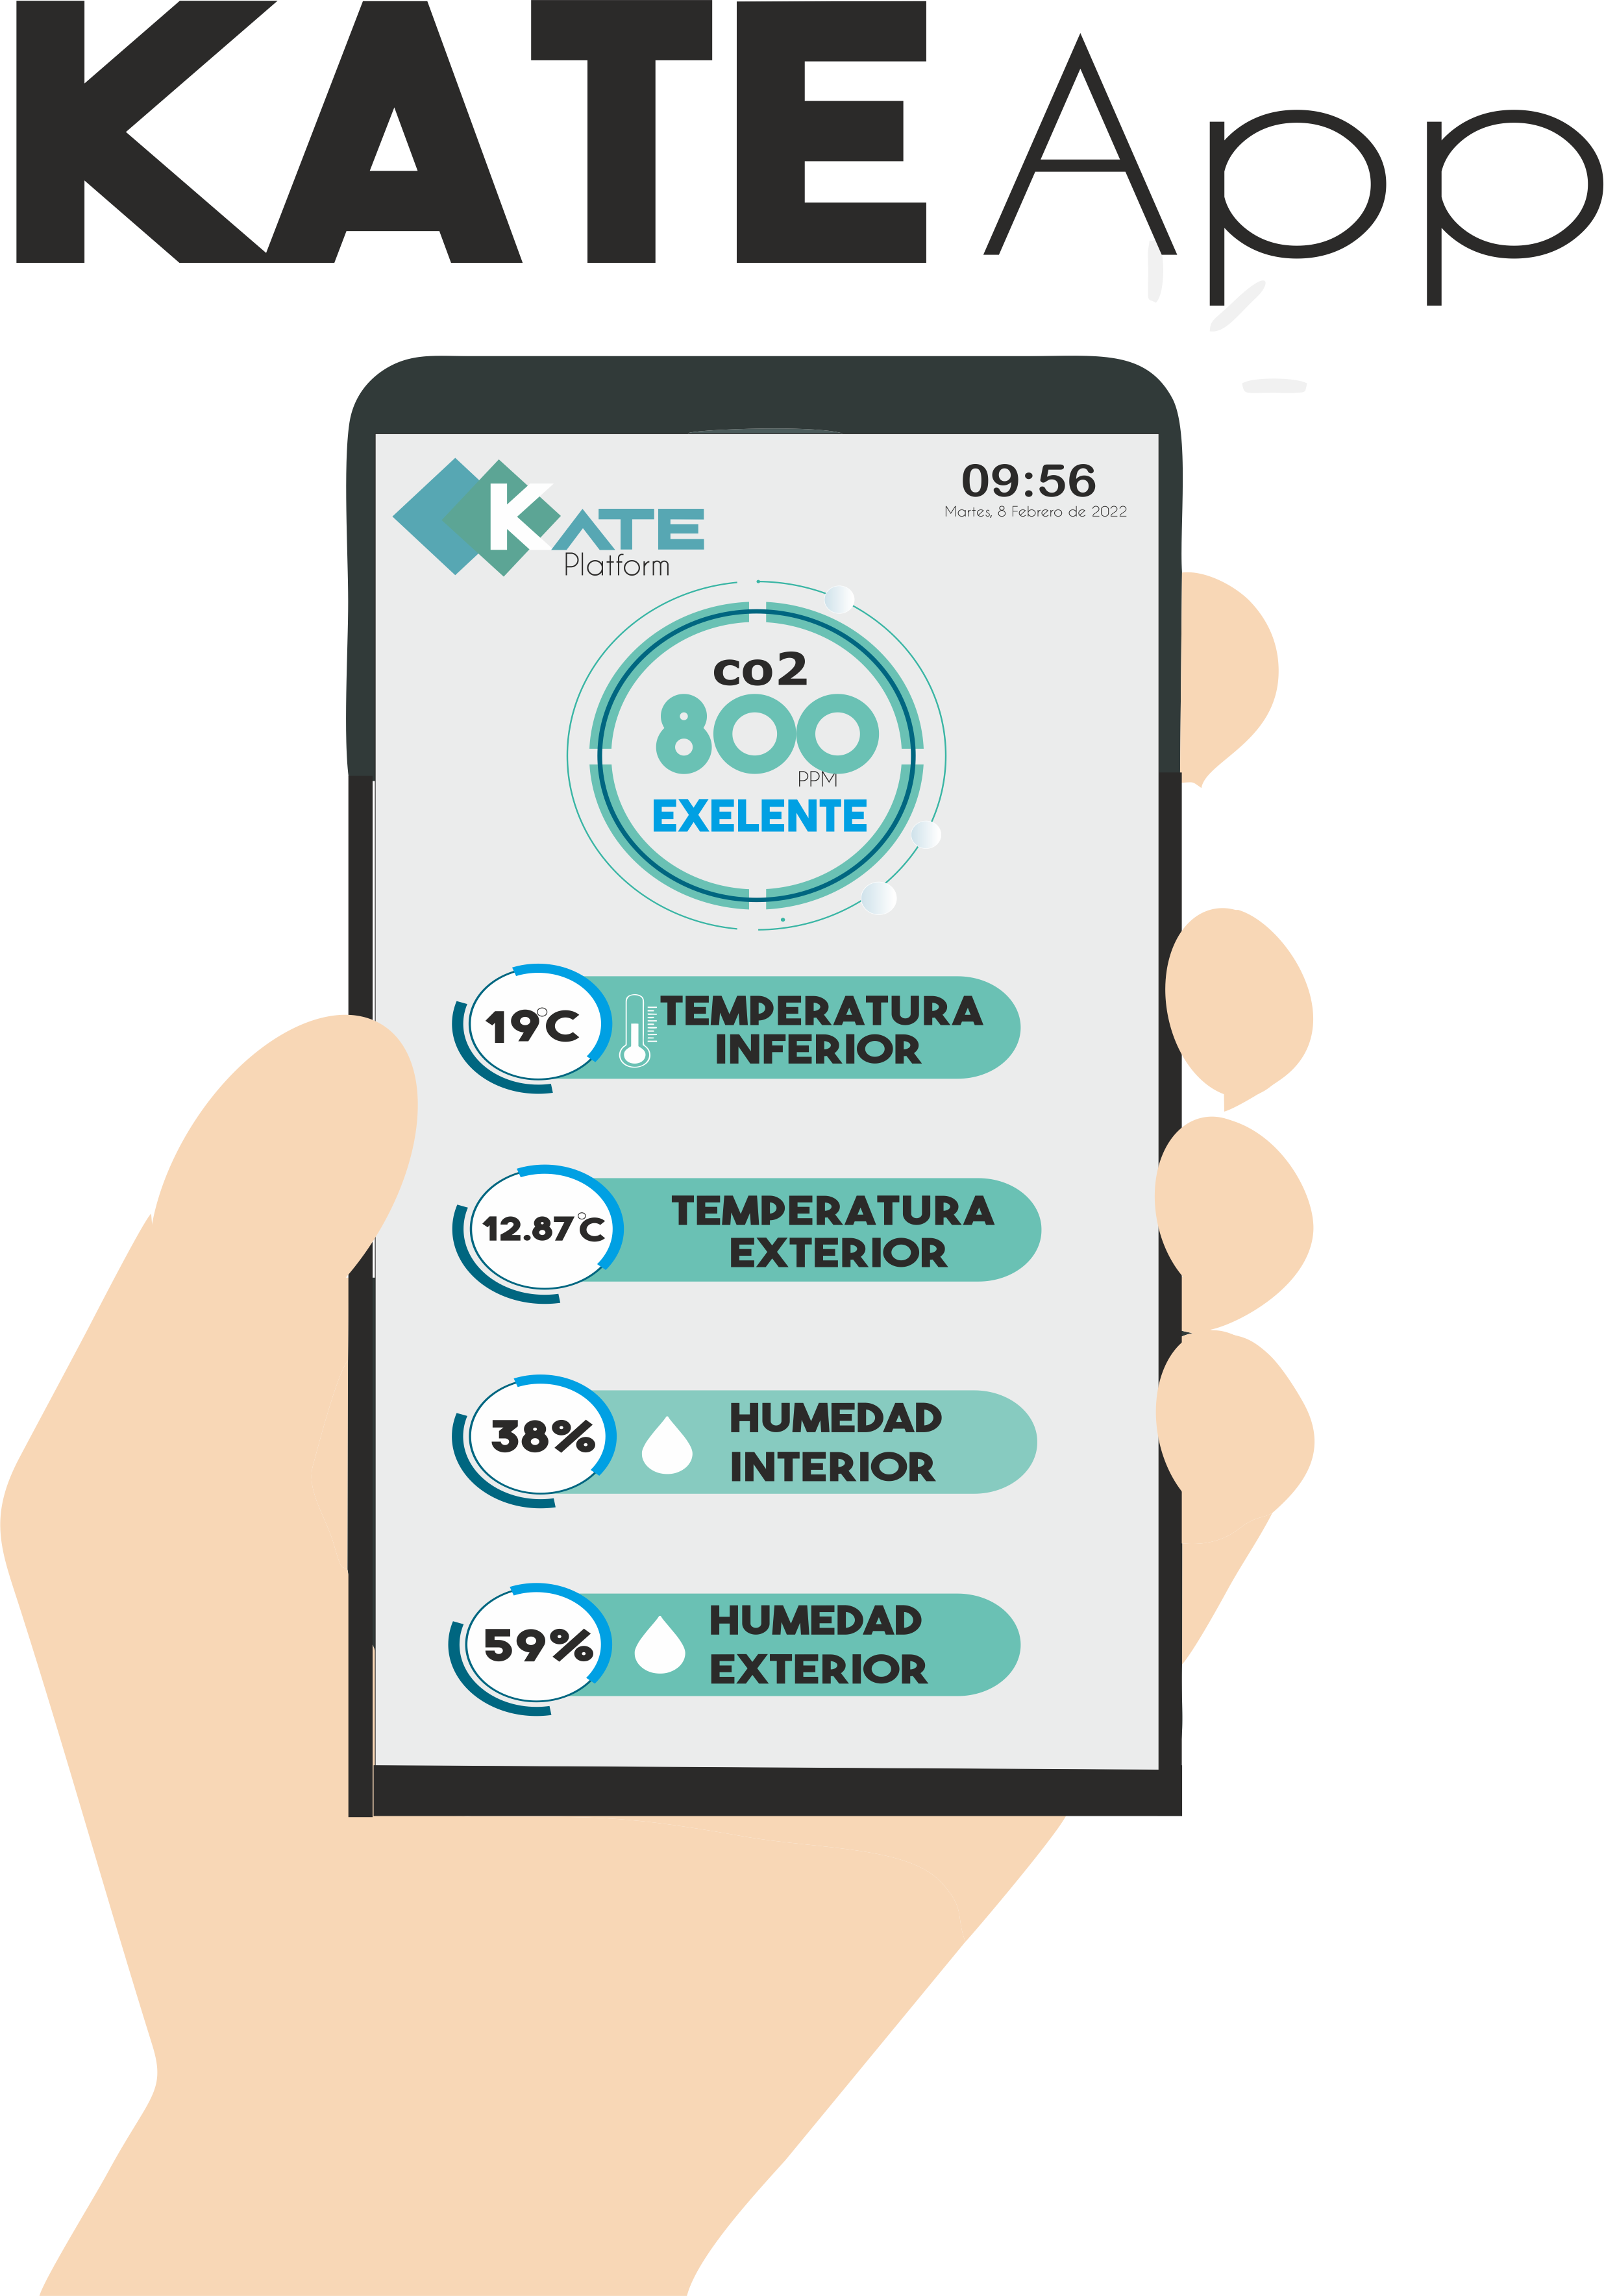 KATE App
KATE
Platform
09:56
Martes, 8 Febrero de 2022
co2
800
PPM
EXELENTE
19°C
TEMPERATURA
INFERIOR
12.87°C
TEMPERATURA
EXTERIOR
38%
HUMEDAD
INTERIOR
59%
HUMEDAD
EXTERIOR